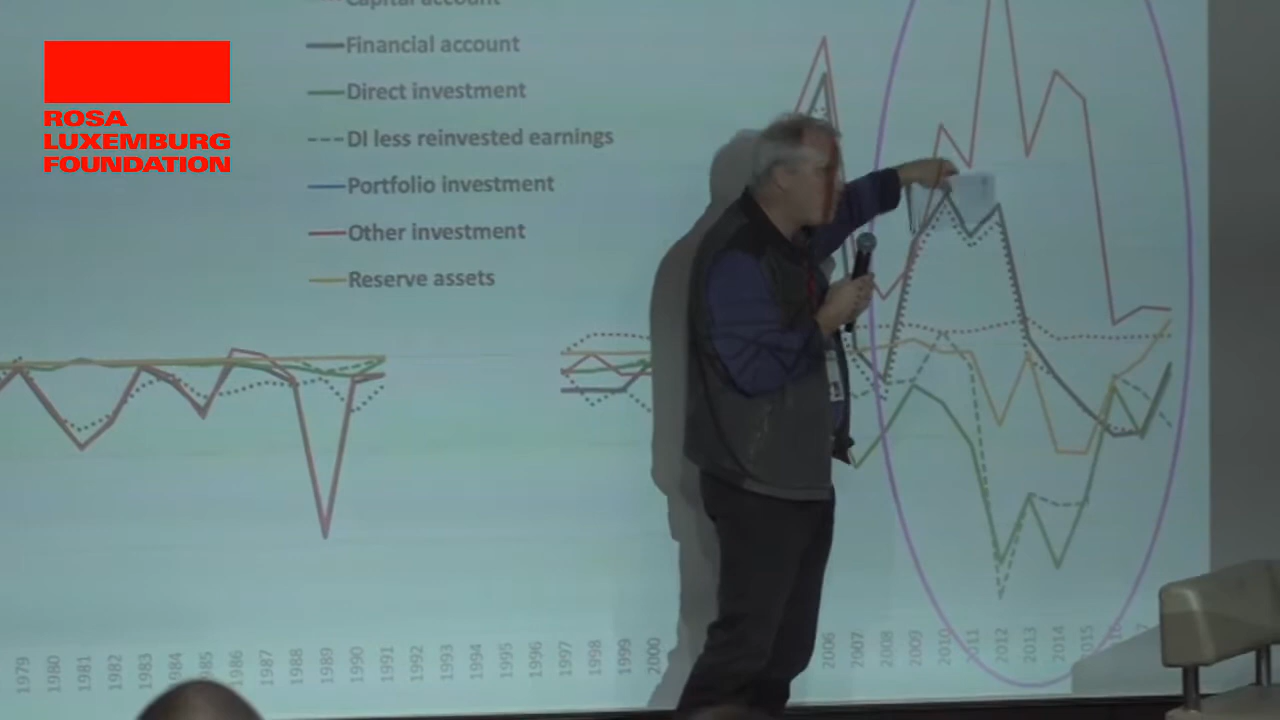 ROSA
LUXEMBURG
FOUNDATION
Capital account
Financial account
Direct investment
DI less reinvested earnings
Portfolio investment
Other investment
Reserve assets
1979 1980 1981 1982 1983 1984 1985 1986 1987 1988 1989 1990 1991 1992 1993 1994 1995 1996 1997 1998 1999 2000 2006 2007 2008 2009 2010 2011 2012 2013 2014 2015